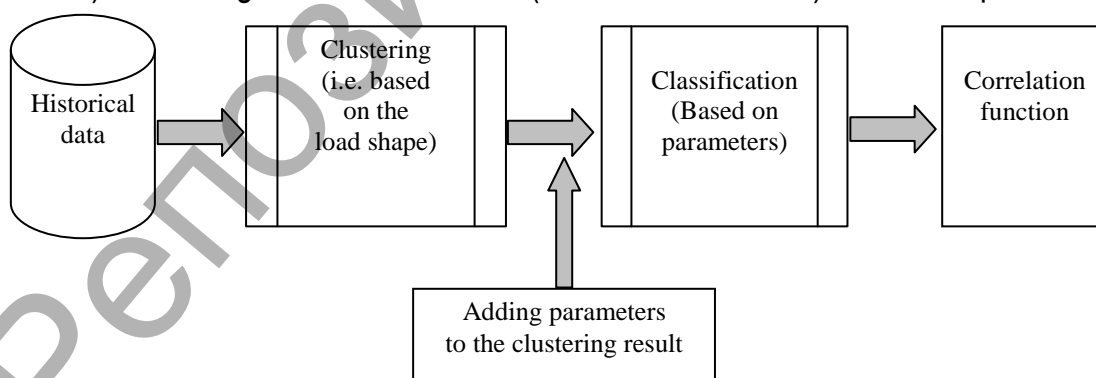 Historical
data
Clustering
(i.e. based
on the
load shape)
Classification
(Based on
parameters)
Correlation
function
Adding parameters
to the clustering result
Репози